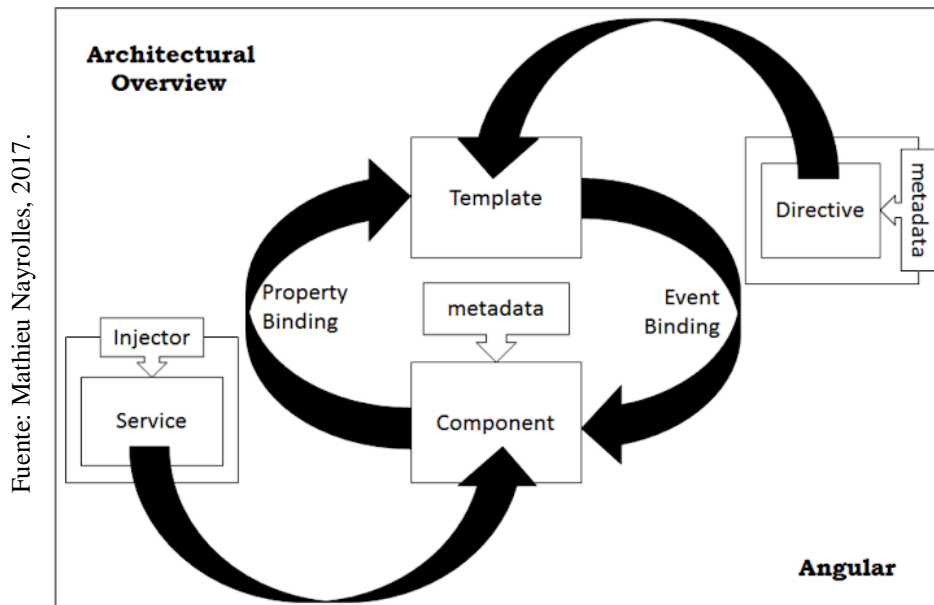 Fuente: Mathieu Nayrolles, 2017.
Architectural
Overview
Template
Directive
metadata
Property
Binding
metadata
Event
Binding
Injector
Service
Component
Angular